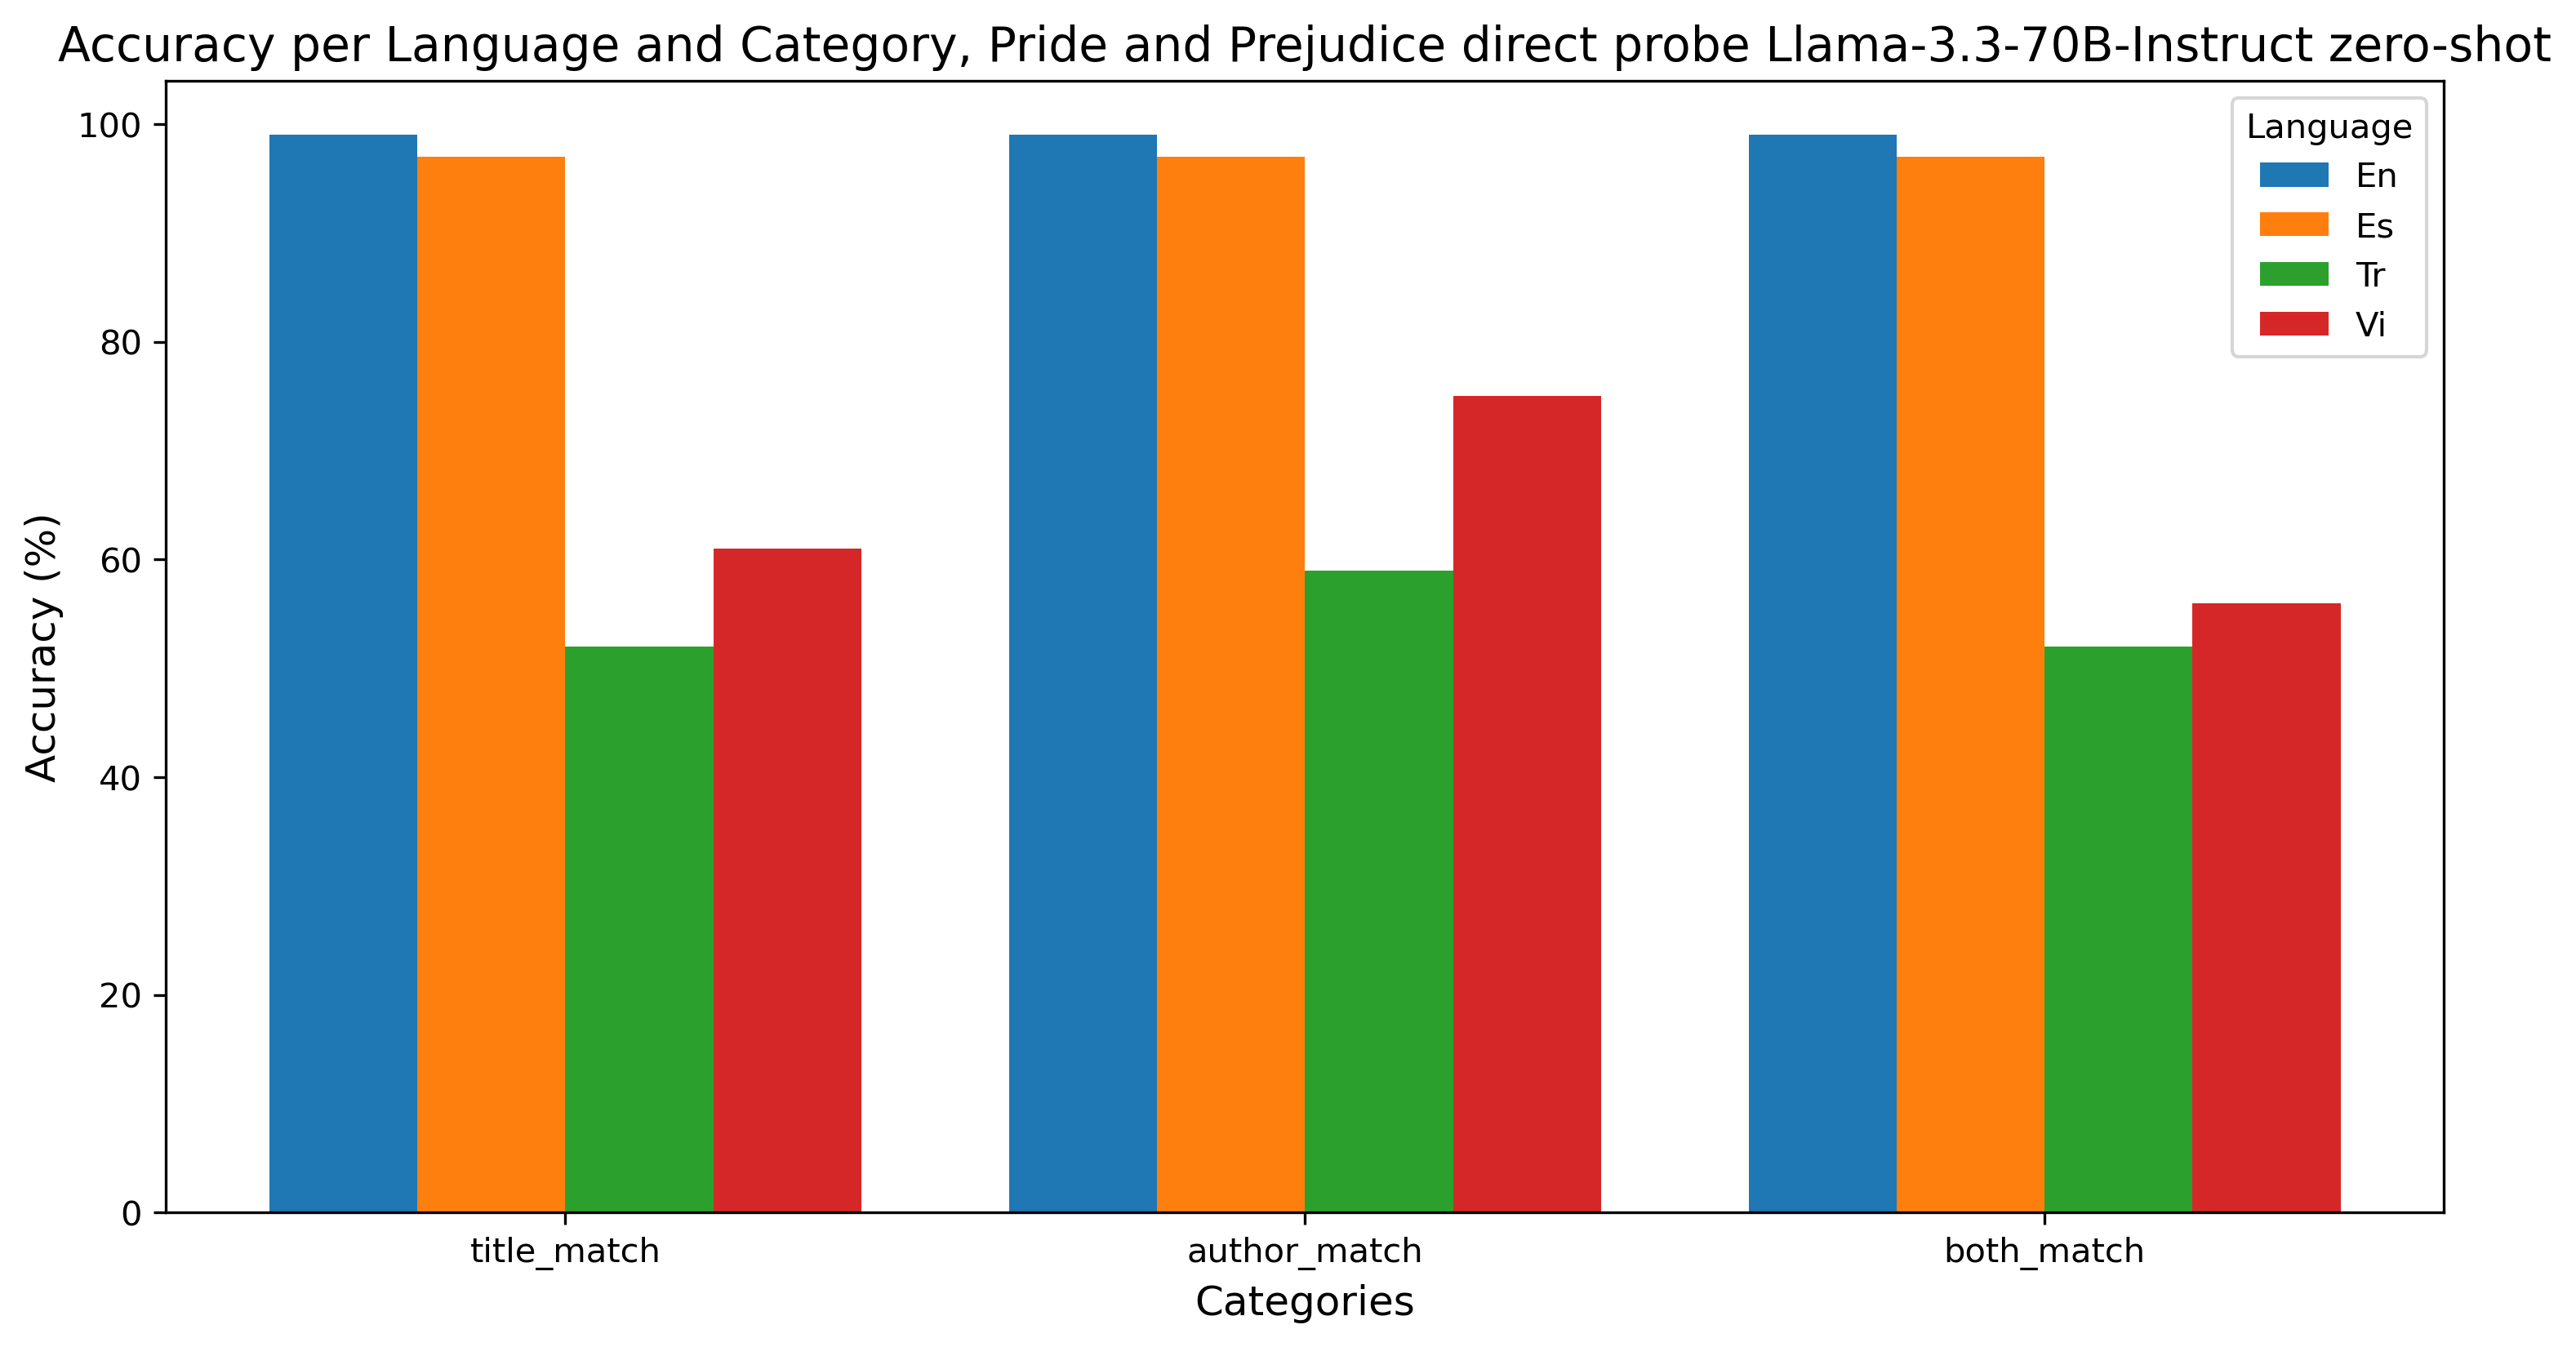 Accuracy per Language and Category, Pride and Prejudice direct probe Llama-3.3-70B-Instruct zero-shot
Accuracy (%)
100
80
60
40
20
0
Language
En
Es
Tr
Vi
title_match
author_match
both_match
Categories